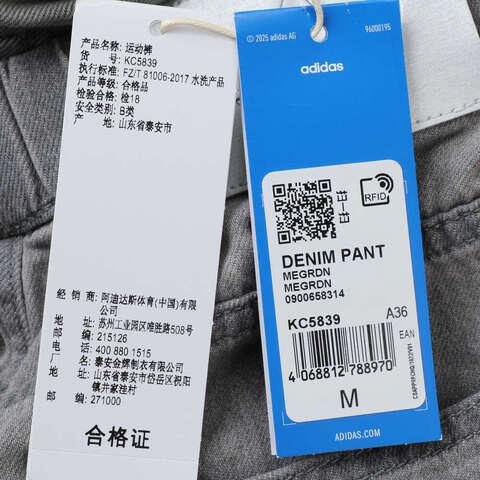 产品名称: 运动裤
货 号: KC5839
执行标准: FZ/T 81006-2017 水洗产品
产品等级: 合格品
检验合格: 检18
安全类别: B类
产 地: 山东省泰安市
经 销 商: 阿迪达斯体育(中国)有限
公司
地 址: 苏州工业园区唯胜路508号
邮 编: 215126
电 话: 400 880 1515
制 造 商: 泰安金辉制衣有限公司
地 址: 山东省泰安市岱岳区祝阳
镇井家洼村
邮 编: 271000
合格证
© 2025 adidas AG
96000195
adidas
RFID
DENIM PANT
MEGRDN
MEGRDN
0900658314
KC5839
A36
EAN
4 068812 788970
M
ADIDAS.COM